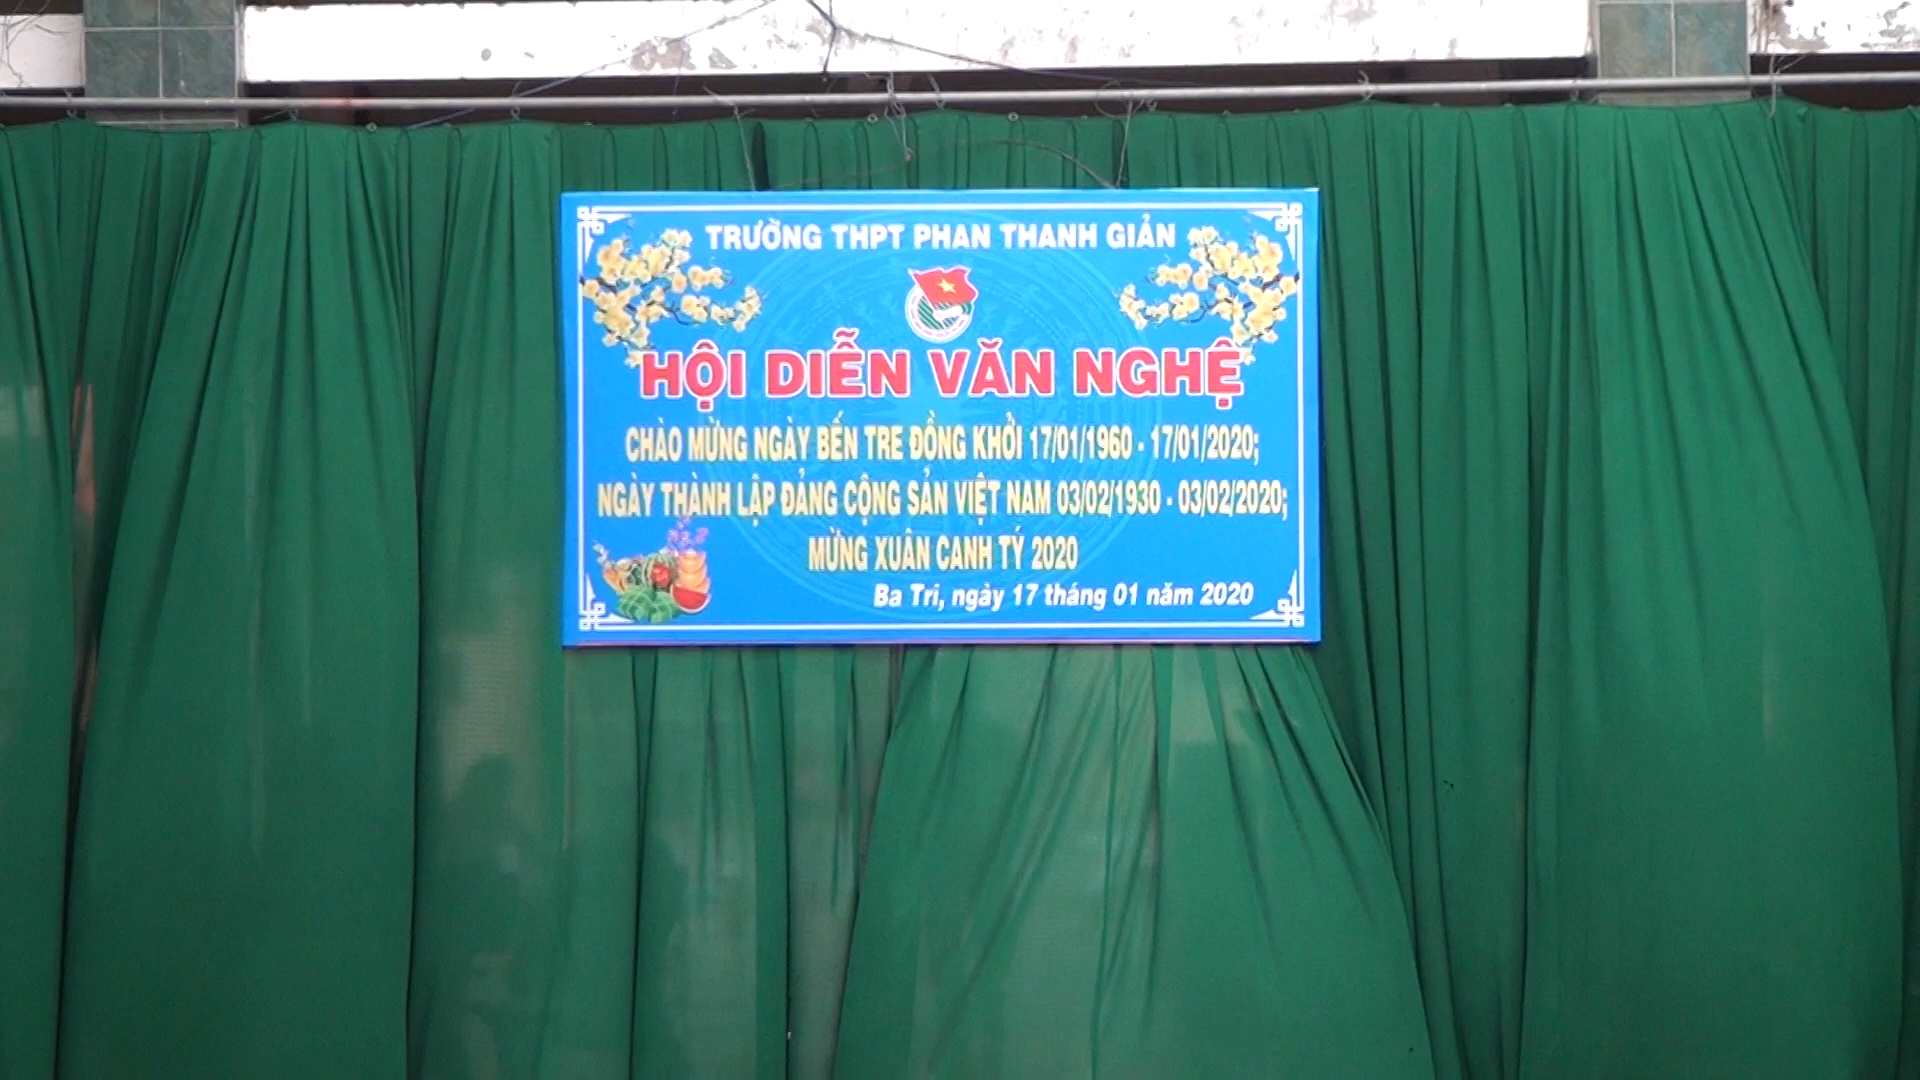 TRƯỜNG THPT PHAN THANH GIẢN
HỘI DIỄN VĂN NGHỆ
CHÀO MỪNG NGÀY BẾN TRE ĐỒNG KHỞI 17/01/1960 - 17/01/2020;
NGÀY THÀNH LẬP ĐẢNG CỘNG SẢN VIỆT NAM 03/02/1930 - 03/02/2020;
MỪNG XUÂN CANH TÝ 2020
Ba Tri, ngày 17 tháng 01 năm 2020